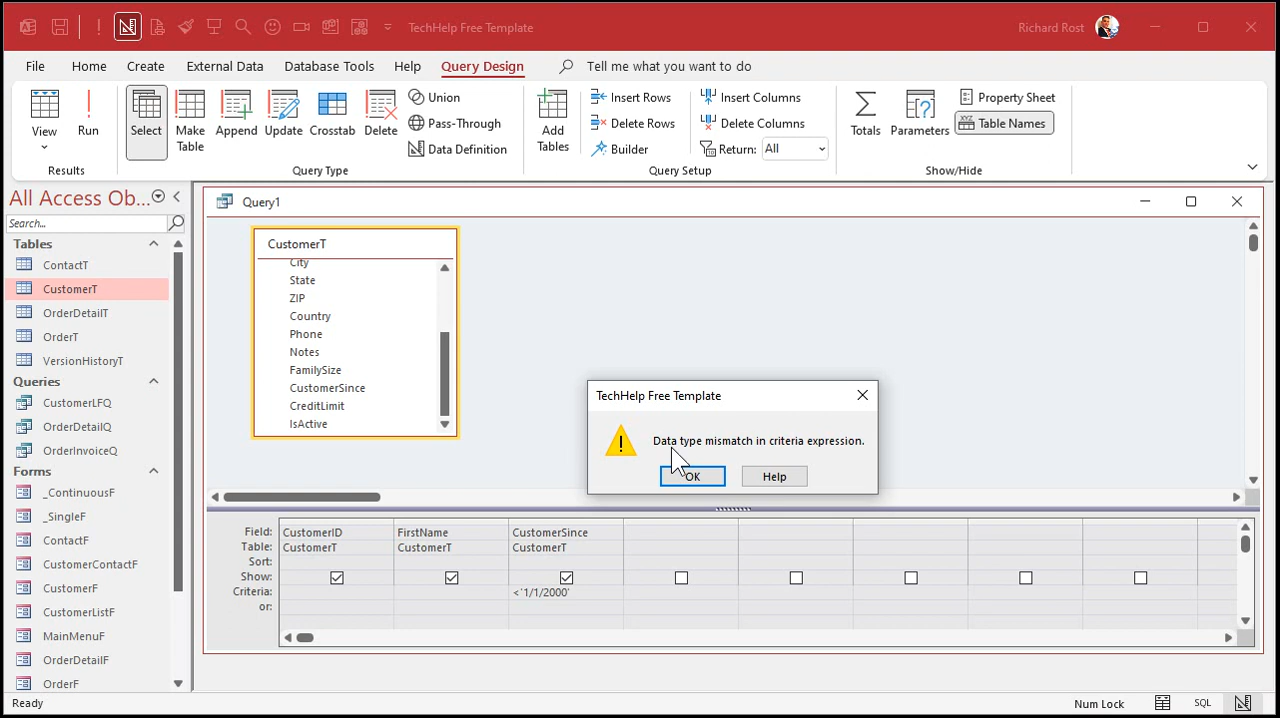 TechHelp Free Template
Richard Rost
File Home Create External Data Database Tools Help Query Design Tell me what you want to do
View
Run
Select
Make Table
Append
Update
Crosstab
Delete
Union
Pass-Through
Data Definition
Add Tables
Insert Rows
Delete Rows
Builder
Insert Columns
Delete Columns
Return: All
Totals
Parameters
Property Sheet
XYZ Table Names
Results Query Type Query Setup Show/Hide
All Access Ob...
Search...
Tables
ContactT
CustomerT
OrderDetailT
OrderT
VersionHistoryT
Queries
CustomerLFQ
OrderDetailQ
OrderInvoiceQ
Forms
_ContinuousF
_SingleF
ContactF
CustomerContactF
CustomerF
CustomerListF
MainMenuF
OrderDetailF
OrderF
Query1
CustomerT
City
State
ZIP
Country
Phone
Notes
FamilySize
CustomerSince
CreditLimit
IsActive
TechHelp Free Template
Data type mismatch in criteria expression.
OK Help
Field: CustomerID FirstName CustomerSince
Table: CustomerT CustomerT CustomerT
Sort:
Show:
Criteria: <'1/1/2000'
or:
Ready
Num Lock SQL